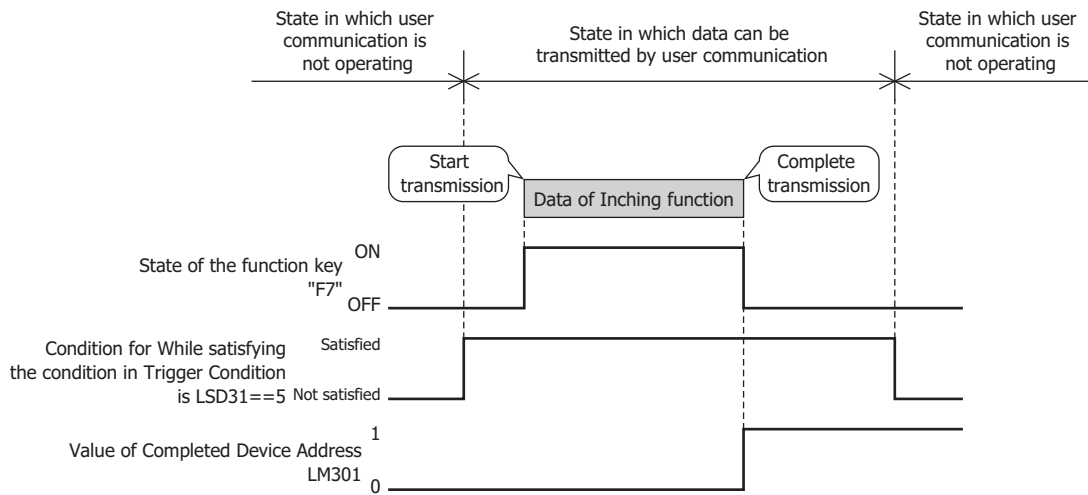 State in which user
communication is
not operating
State in which data can be
transmitted by user communication
State in which user
communication is
not operating
Start
transmission
Complete
transmission
Data of Inching function
State of the function key
"F7"
ON
OFF
Condition for While satisfying
the condition in Trigger Condition
is LSD31==5
Satisfied
Not satisfied
Value of Completed Device Address
LM301
1
0